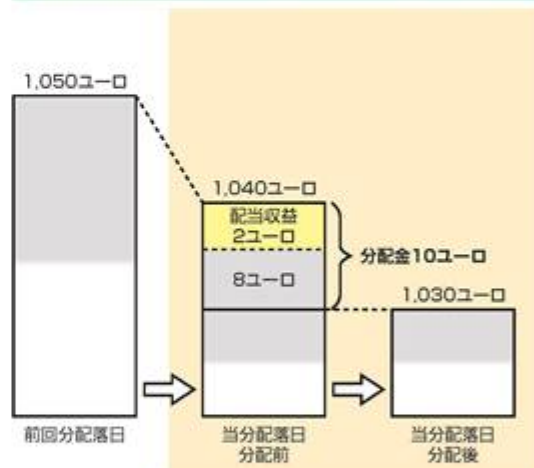 1,050ユーロ
1,040ユーロ
配当収益
2ユーロ
8ユーロ
分配金10ユーロ
1,030ユーロ
前回分配落日
当分配落日
分配前
当分配落日
分配後